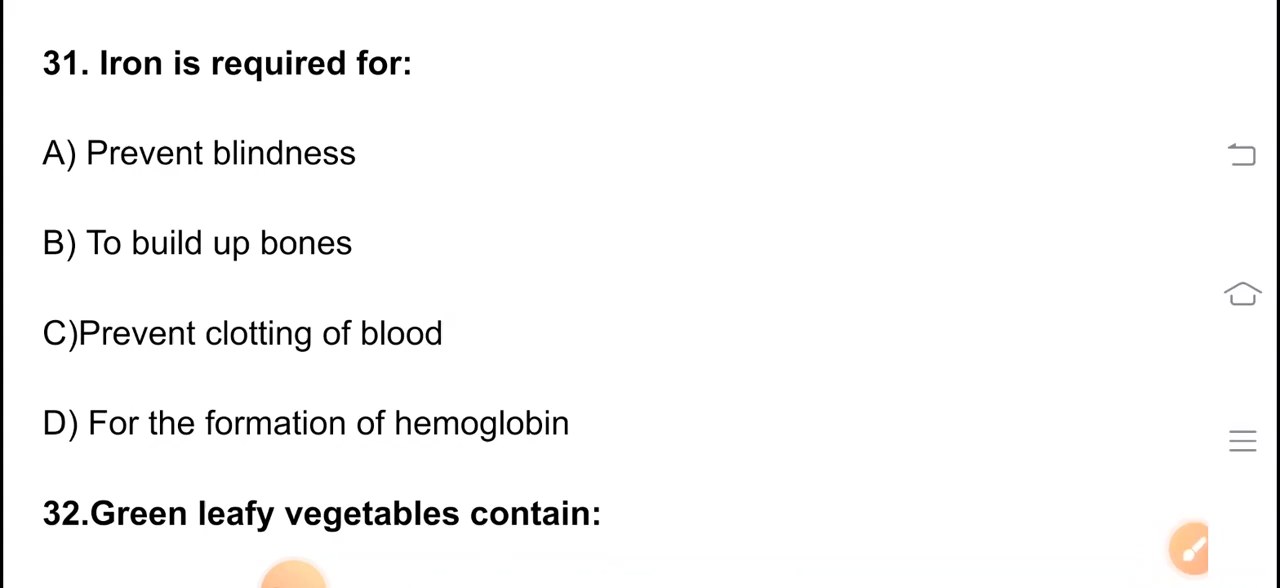 31. Iron is required for:
A) Prevent blindness
B) To build up bones
C)Prevent clotting of blood
D) For the formation of hemoglobin
32.Green leafy vegetables contain: